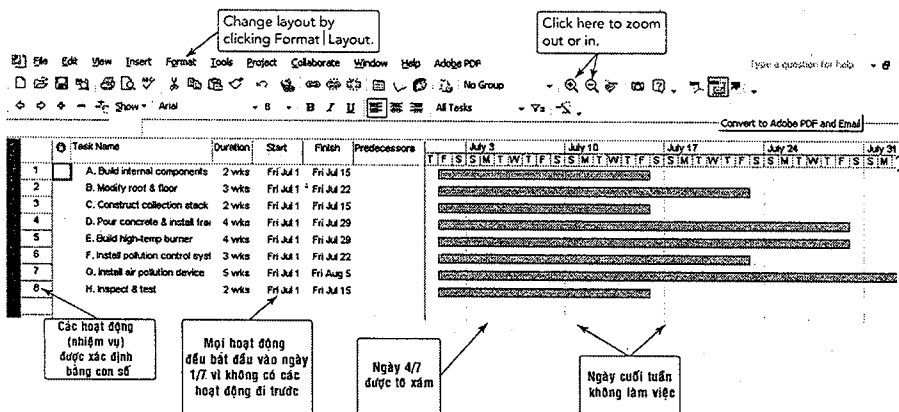 Change layout by
clicking Format | Layout.
Click here to zoom
out or in.
File Edit View Insert Format Tools Project Collaborate Window Help Adobe PDF
Type a question for help
No Group
Show Arial 8 B I U All Tasks
Convert to Adobe PDF and Email
Task Name Duration Start Finish Predecessors
July 3 July 10 July 17 July 24 July 31
T F S S M T W T F S S M T W T F S S M T W T F S S M T W T F S S M
1 A. Build internal components 2 wks Fri Jul 1 Fri Jul 15
2 B. Modify root & floor 3 wks Fri Jul 1 Fri Jul 22
3 C. Construct collection stack 2 wks Fri Jul 1 Fri Jul 15
4 D. Pour concrete & install frar 4 wks Fri Jul 1 Fri Jul 29
5 E. Build high-temp burner 4 wks Fri Jul 1 Fri Jul 29
6 F. Install pollution control syst 3 wks Fri Jul 1 Fri Jul 22
7 G. Install air pollution device 5 wks Fri Jul 1 Fri Aug 5
8 H. Inspect & test 2 wks Fri Jul 1 Fri Jul 15
Các hoạt động
(nhiệm vụ)
được xác định
bằng con số
Mọi hoạt động
đều bắt đầu vào ngày
1/7 vì không có các
hoạt động đi trước
Ngày 4/7
được tô xám
Ngày cuối tuần
không làm việc